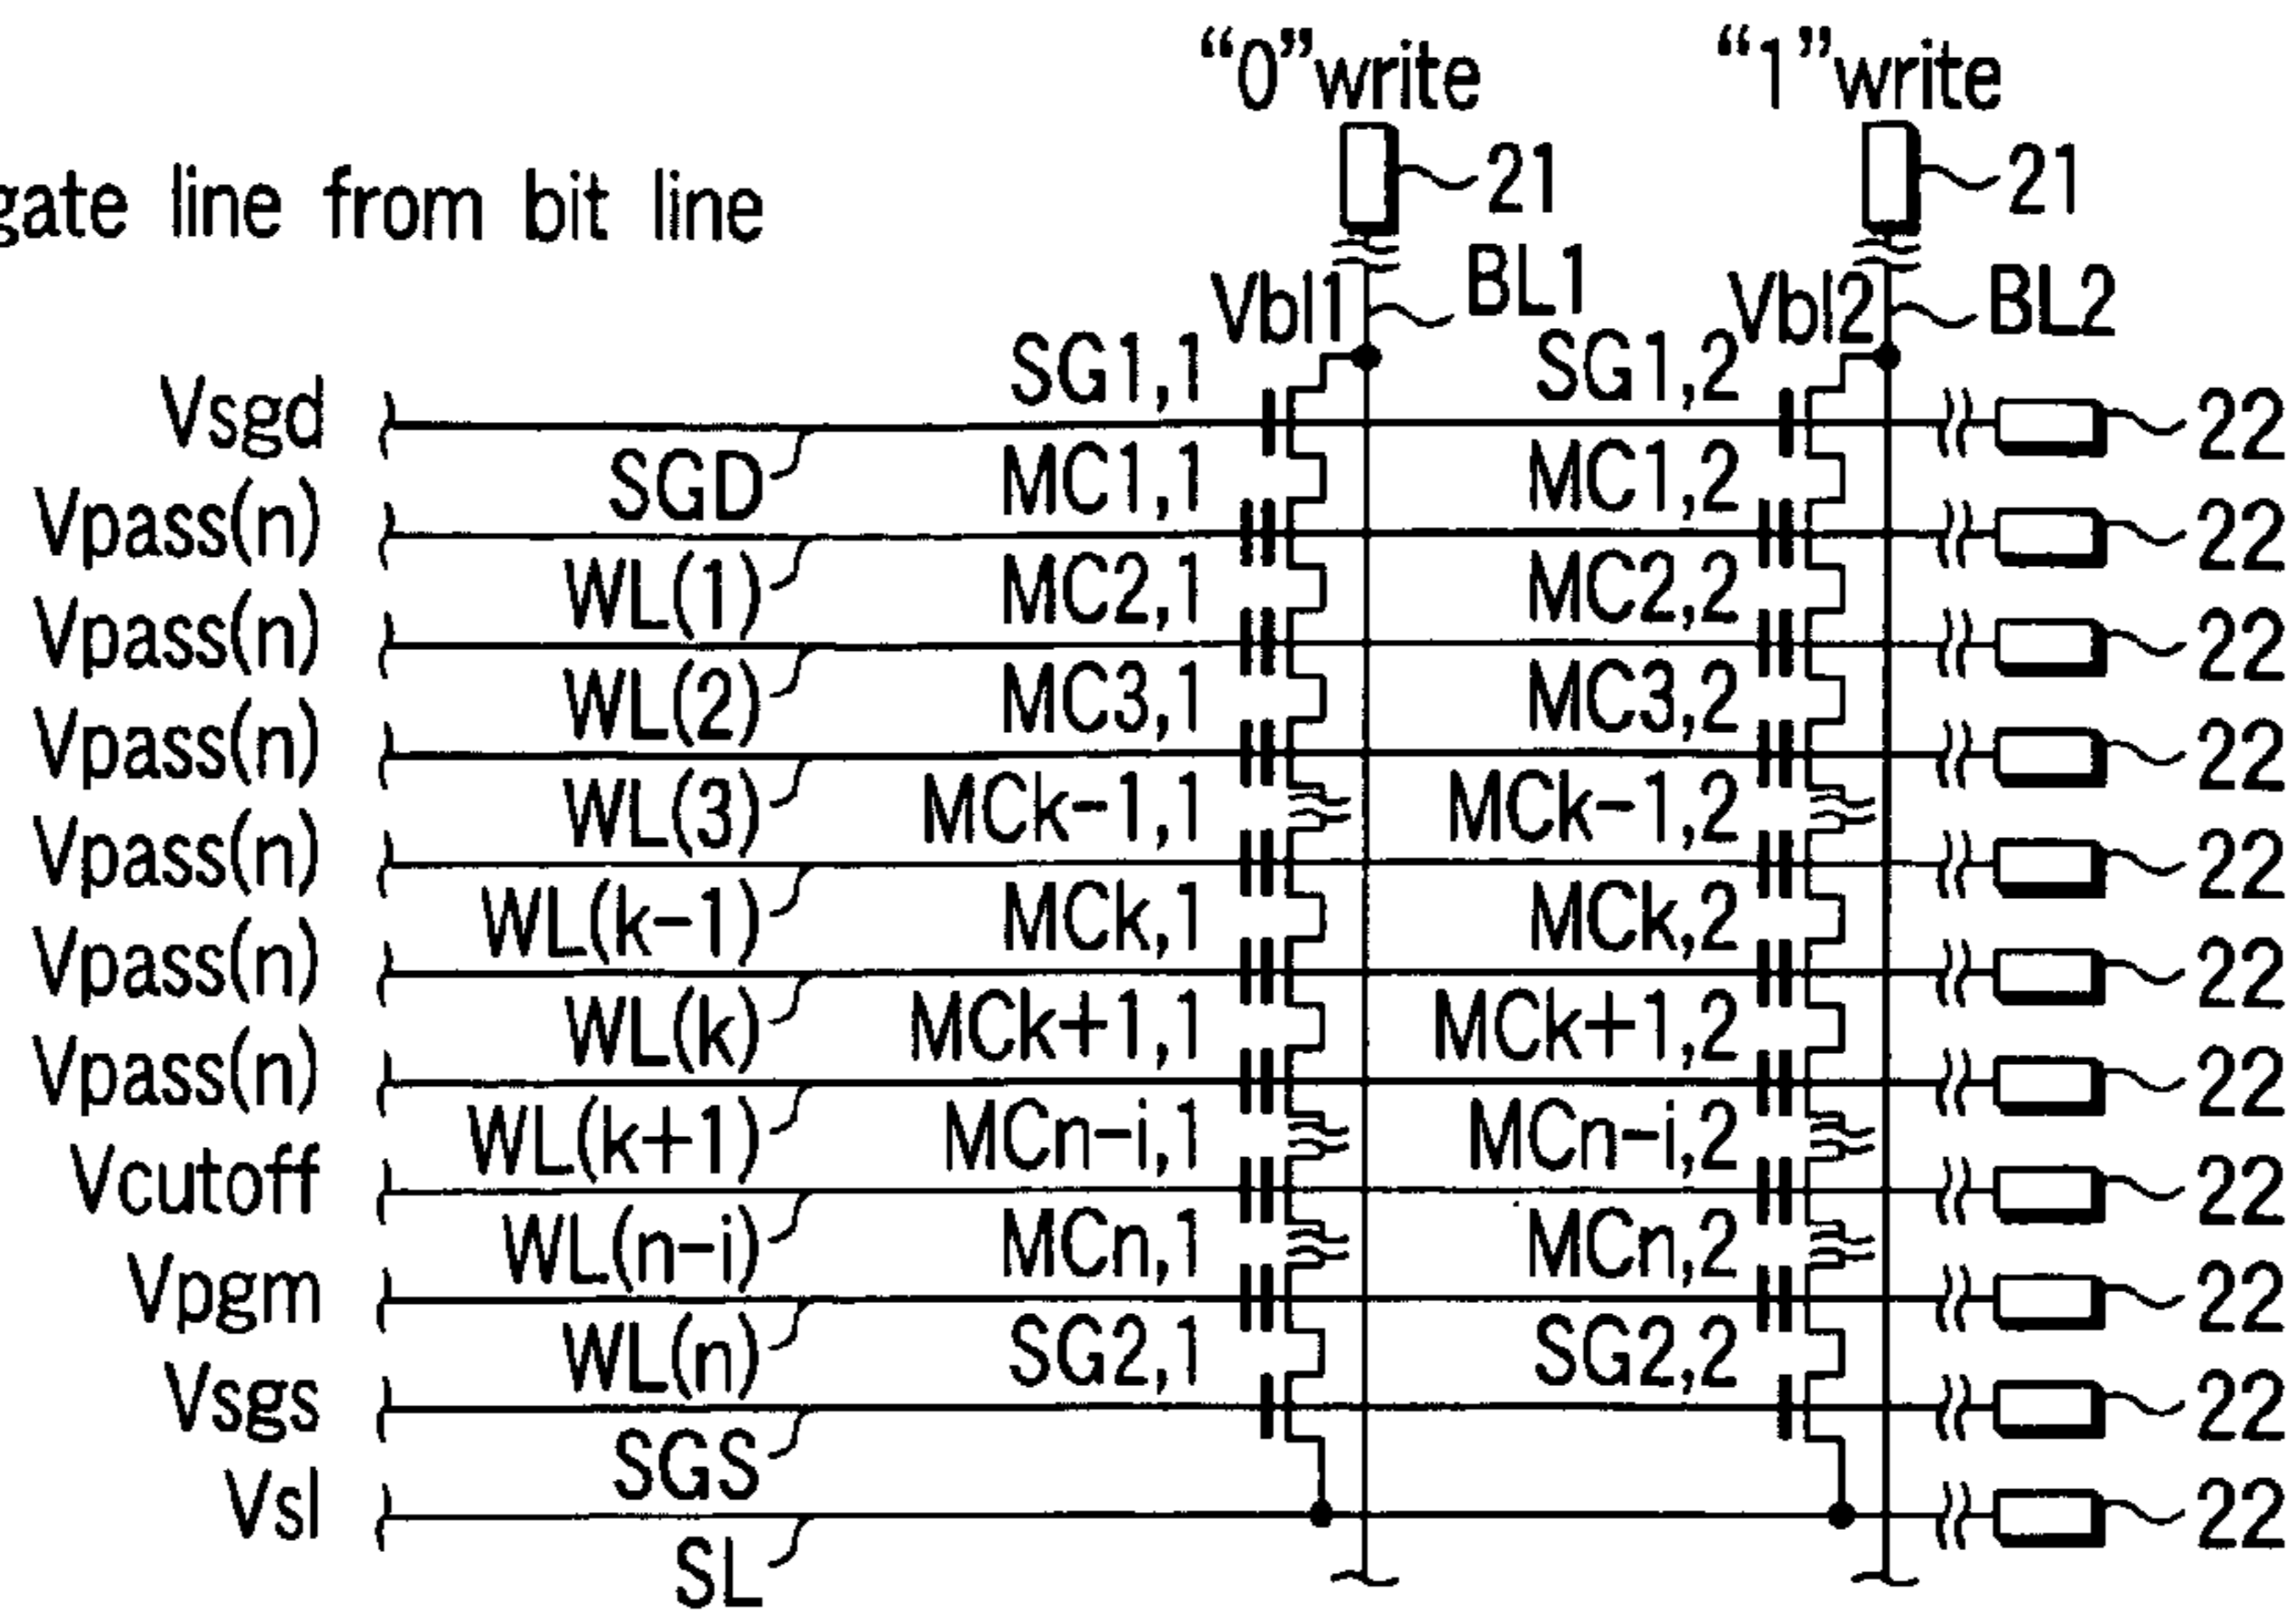 "0"write "1"write
21 21
gate line from bit line
BL1 BL2
Vbl1 Vbl2
SG1,1 SG1,2
Vsgd 22
SGD MC1,1 MC1,2
Vpass(n) 22
WL(1) MC2,1 MC2,2
Vpass(n) 22
WL(2) MC3,1 MC3,2
Vpass(n) 22
WL(3) MCk-1,1 MCk-1,2
Vpass(n) 22
WL(k-1) MCk,1 MCk,2
Vpass(n) 22
WL(k) MCk+1,1 MCk+1,2
Vpass(n) 22
WL(k+1) MCn-i,1 MCn-i,2
Vcutoff 22
WL(n-i) MCn,1 MCn,2
Vpgm 22
WL(n) SG2,1 SG2,2
Vsgs 22
SGS
Vsl 22
SL